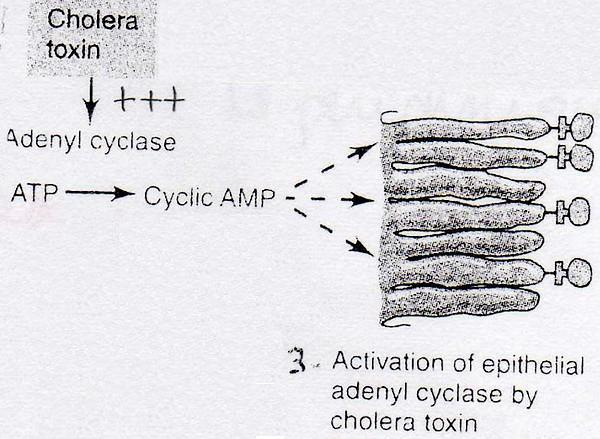 Cholera
toxin
+++
Adenyl cyclase
ATP
Cyclic AMP
3. Activation of epithelial
adenyl cyclase by
cholera toxin